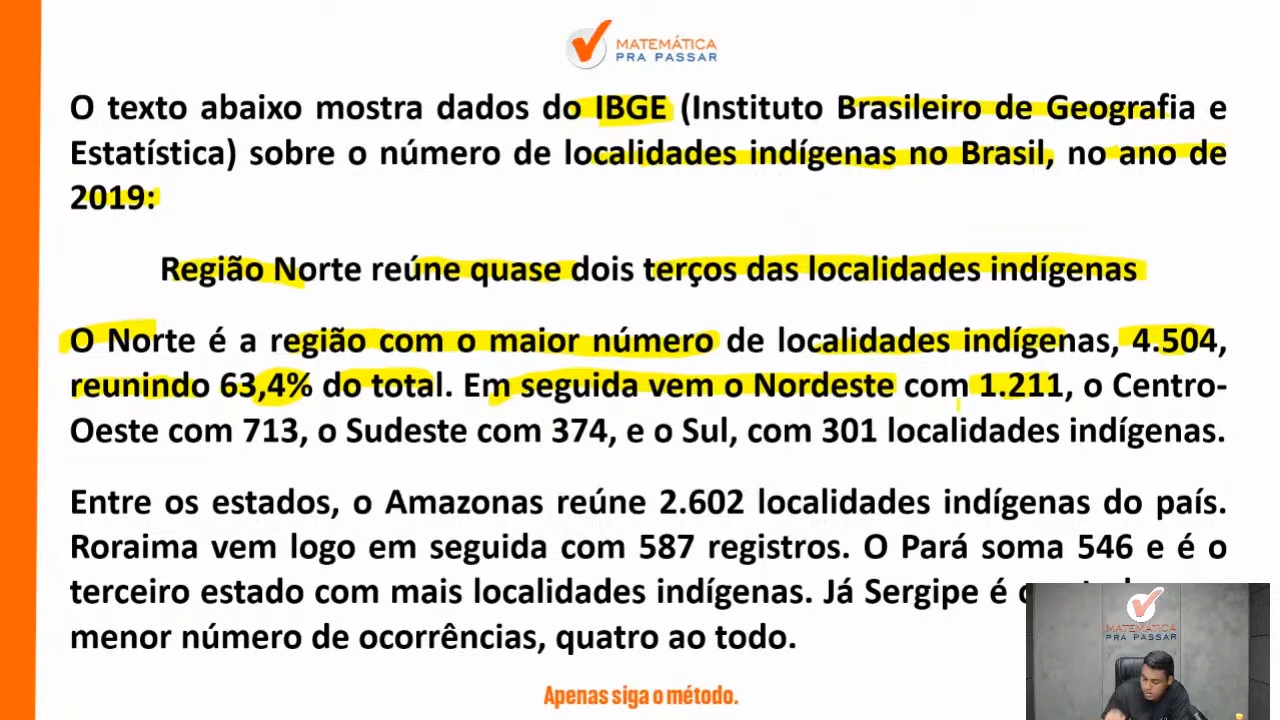 MATEMÁTICA
PRA PASSAR
O texto abaixo mostra dados do IBGE (Instituto Brasileiro de Geografia e
Estatística) sobre o número de localidades indígenas no Brasil, no ano de
2019:
Região Norte reúne quase dois terços das localidades indígenas
O Norte é a região com o maior número de localidades indígenas, 4.504,
reunindo 63,4% do total. Em seguida vem o Nordeste com 1.211, o Centro-
Oeste com 713, o Sudeste com 374, e o Sul, com 301 localidades indígenas.
Entre os estados, o Amazonas reúne 2.602 localidades indígenas do país.
Roraima vem logo em seguida com 587 registros. O Pará soma 546 e é o
terceiro estado com mais localidades indígenas. Já Sergipe é
menor número de ocorrências, quatro ao todo.
MATEMÁTICA
PRA PASSAR
Apenas siga o método.